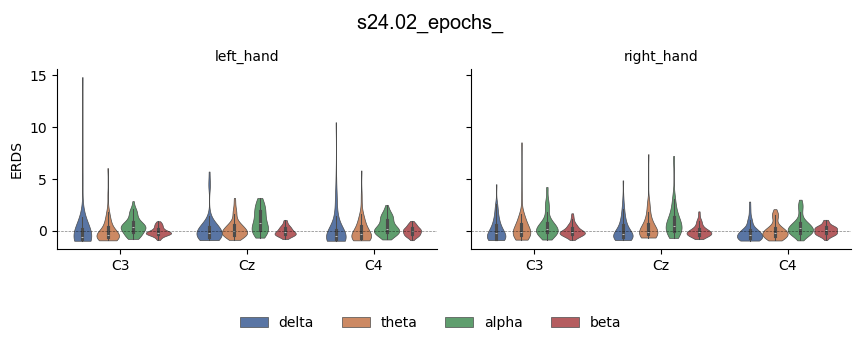 s24.02_epochs_
left_hand
right_hand
ERDS
15
10
5
0
C3
Cz
C4
C3
Cz
C4
delta
theta
alpha
beta